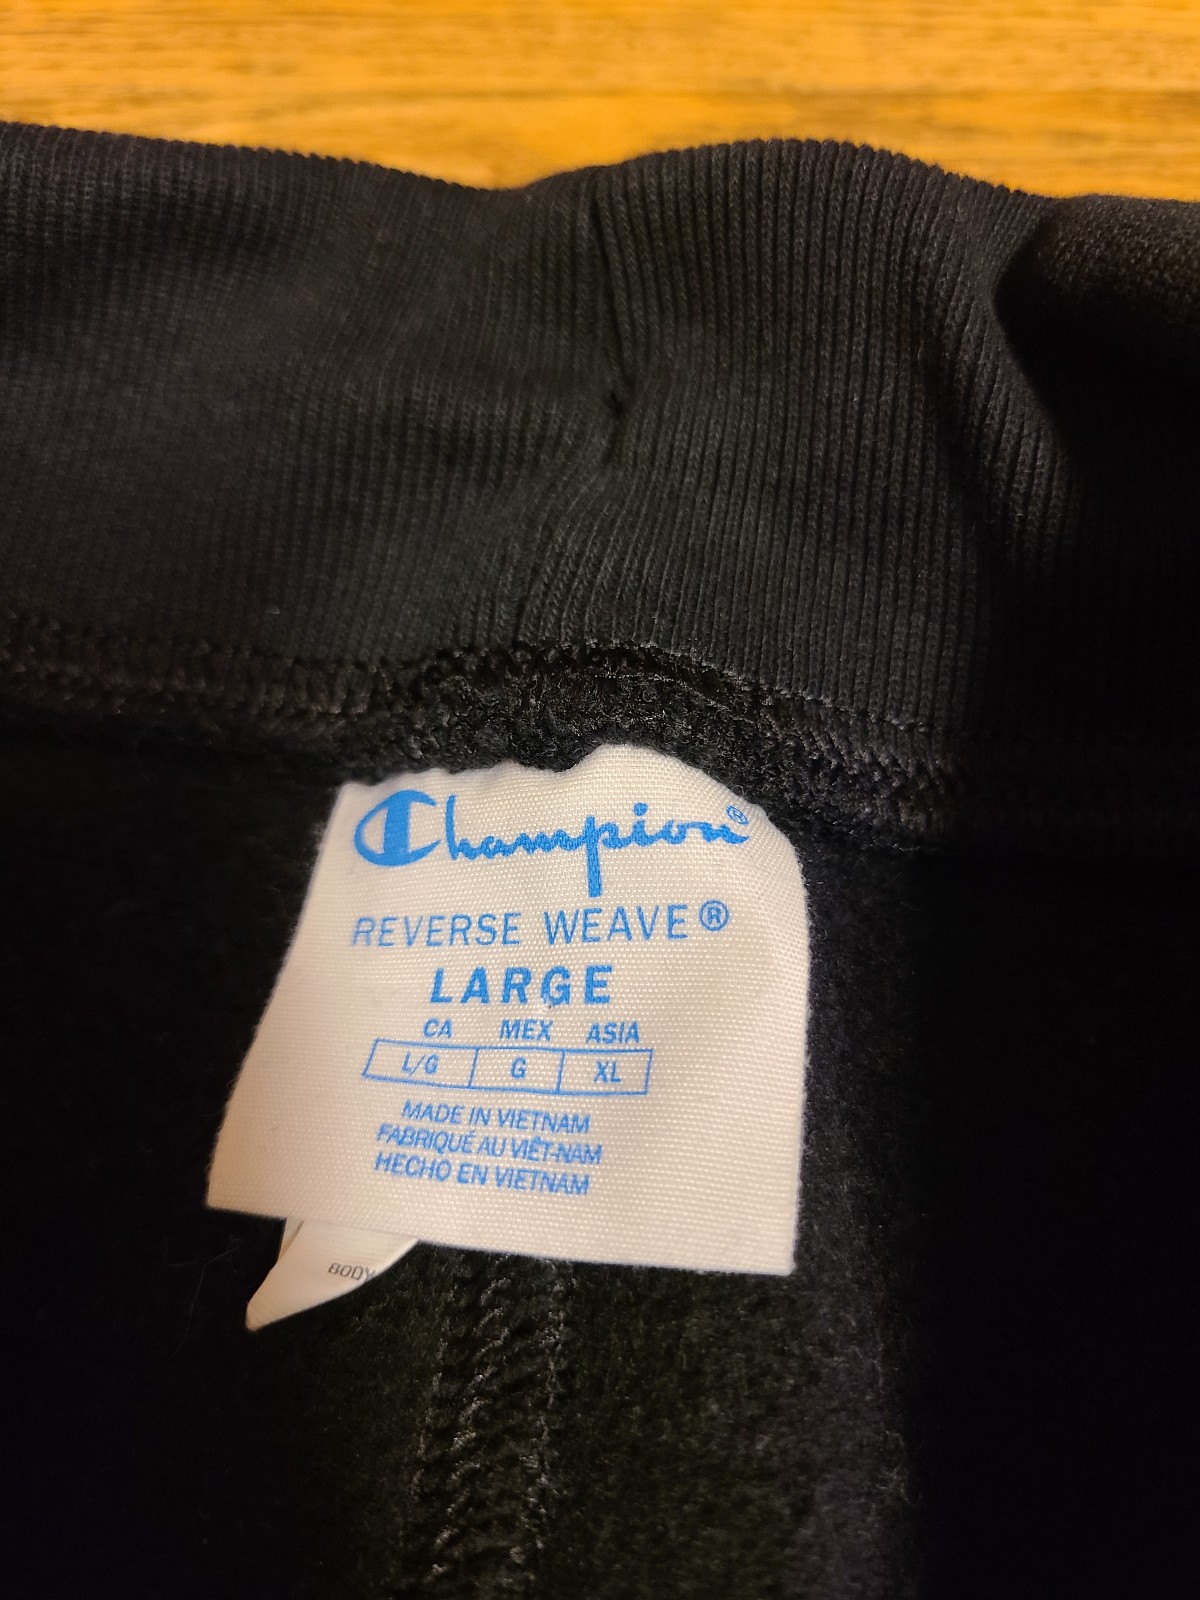 Champion®
REVERSE WEAVE®
LARGE
CA MEX ASIA
L/G G XL
MADE IN VIETNAM
FABRIQUÉ AU VIÊT-NAM
HECHO EN VIETNAM
BODY